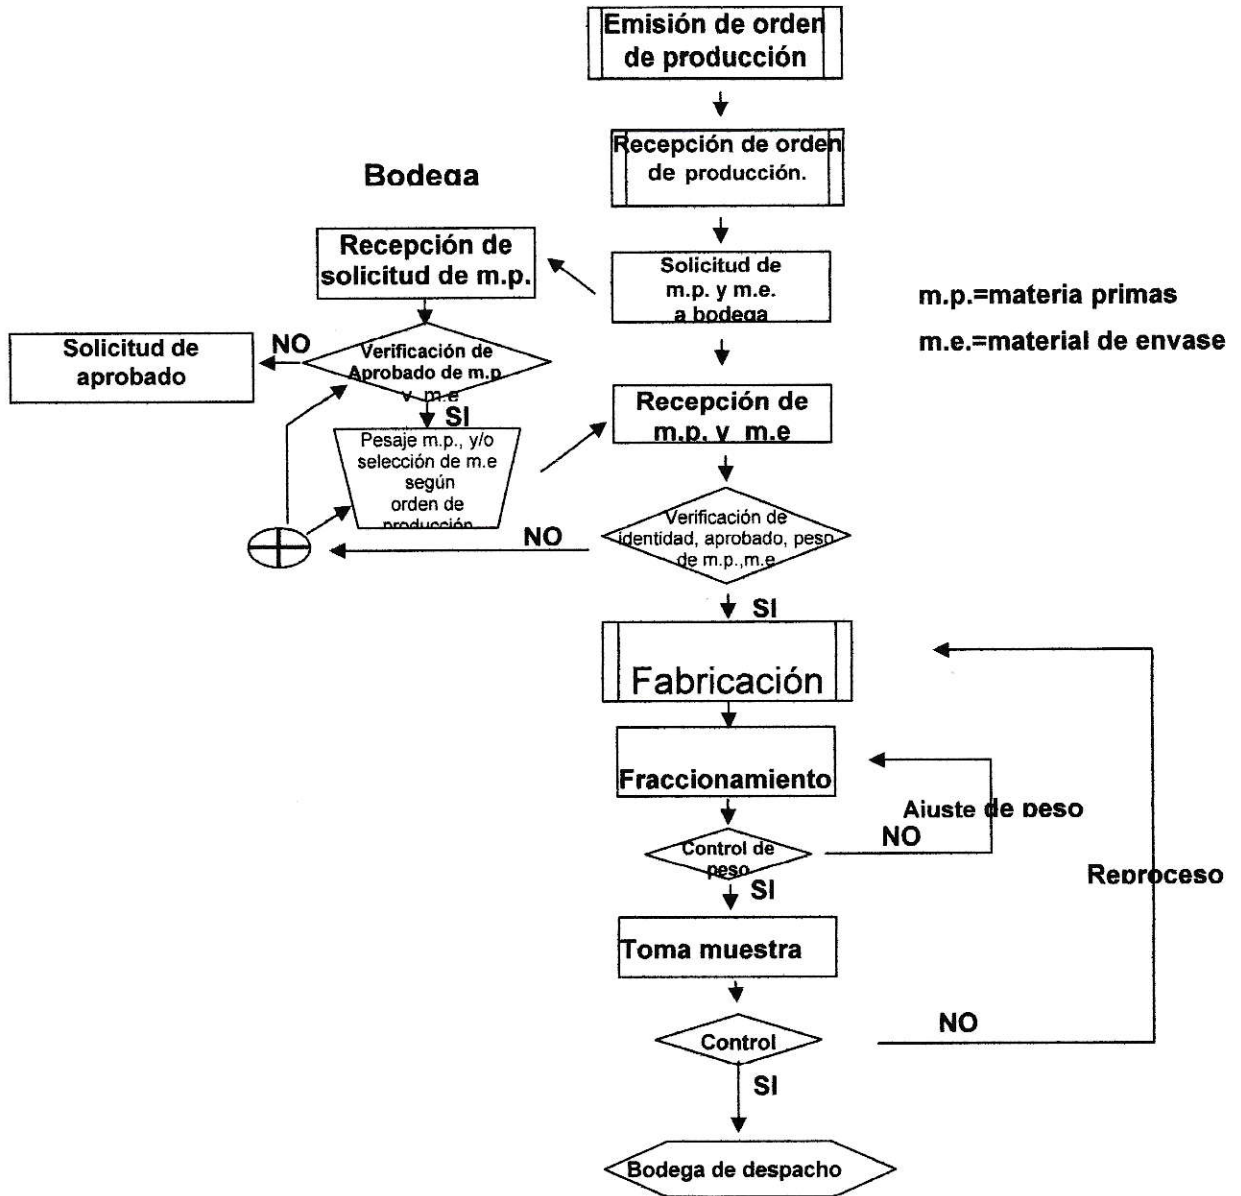 Emisión de orden
de producción
Recepción de orden
de producción.
Bodega
Recepción de
solicitud de m.p.
Solicitud de
m.p. y m.e.
a bodega
m.p.=materia primas
m.e.=material de envase
Solicitud de
aprobado
NO
Verificación de
Aprobado de m.p
y m.e
SI
Recepción de
m.p. y m.e
Pesaje m.p., y/o
selección de m.e
según
orden de
producción
NO
Verificación de
identidad, aprobado, peso
de m.p.,m.e
SI
Fabricación
Fraccionamiento
Ajuste de peso
NO
Control de
peso
SI
Reproceso
Toma muestra
NO
Control
SI
Bodega de despacho